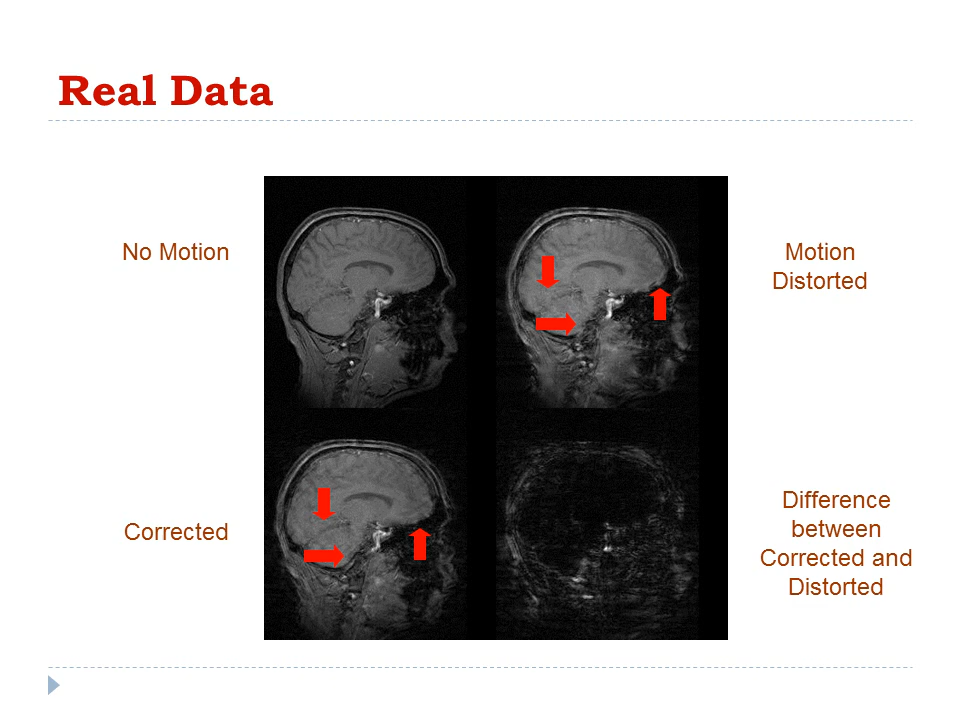 Real Data
No Motion
Motion
Distorted
Corrected
Difference
between
Corrected and
Distorted